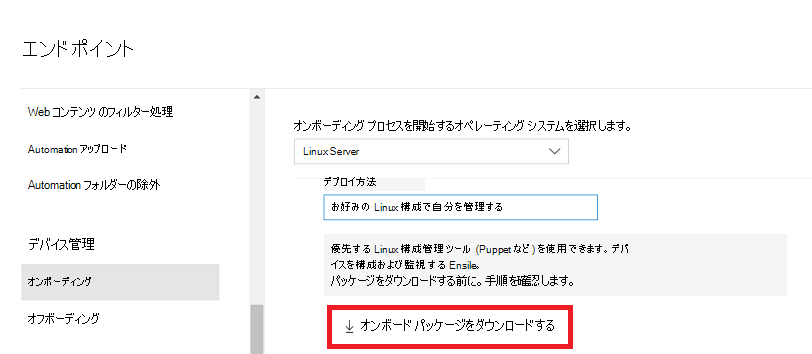 エンドポイント
Web コンテンツ のフィルター処理
Automation アップロード
Automation フォルダーの除外
デバイス管理
オンボーディング
オフボーディング
オンボーディング プロセスを開始するオペレーティング システムを選択します。
Linux Server
デプロイ方法
お好みの Linux 構成で自分を管理する
優先する Linux 構成管理ツール (Puppet など) を使用できます。デバ
イスを構成および監視する Ensile。
パッケージをダウンロードする前に。手順を確認します。
オンボード パッケージをダウンロードする